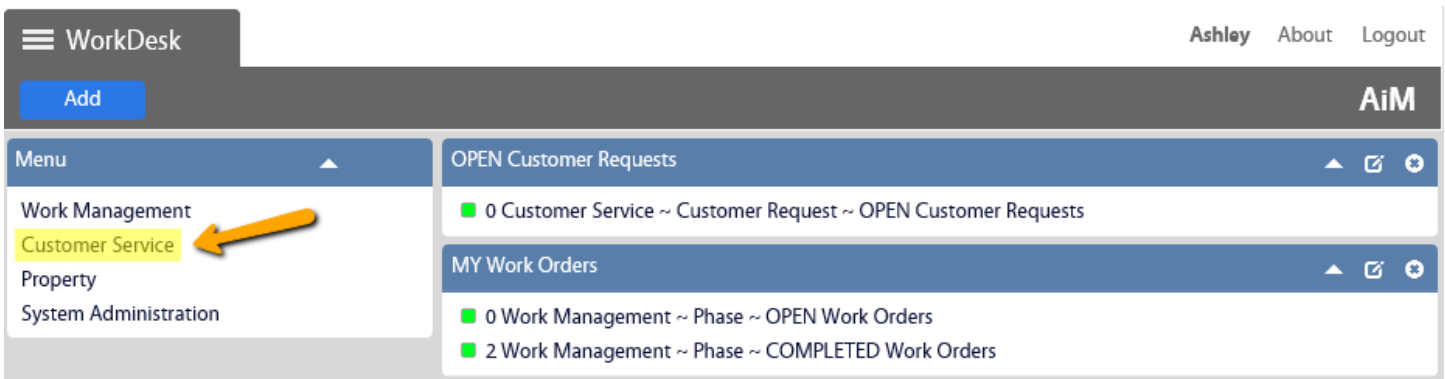 WorkDesk
Ashley About Logout
Add
AiM
Menu
Work Management
Customer Service
Property
System Administration
OPEN Customer Requests
0 Customer Service ~ Customer Request ~ OPEN Customer Requests
MY Work Orders
0 Work Management ~ Phase ~ OPEN Work Orders
2 Work Management ~ Phase ~ COMPLETED Work Orders